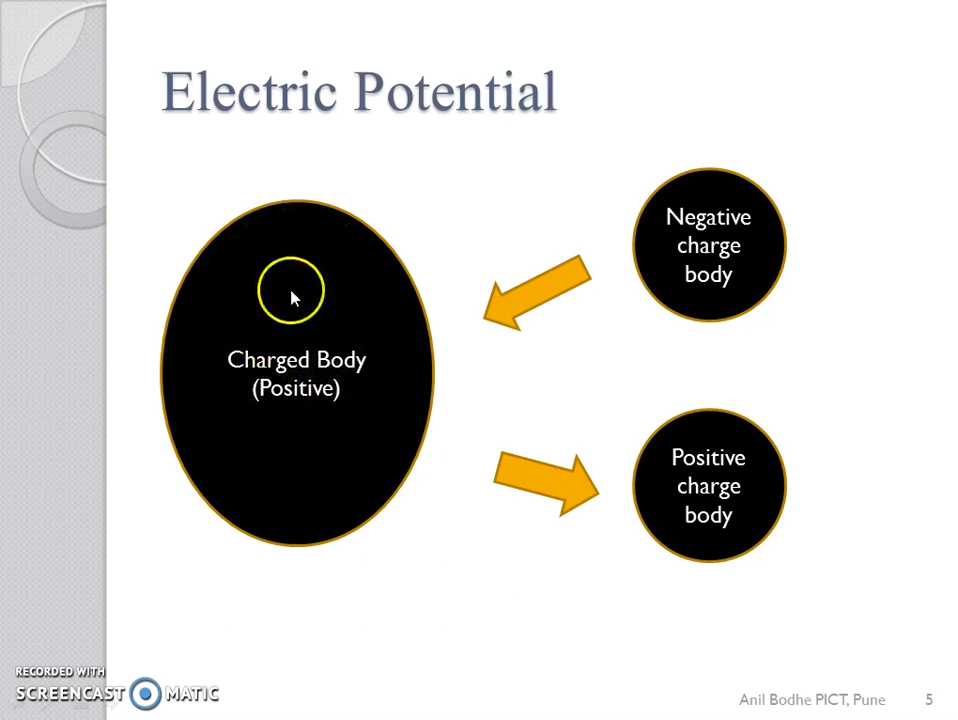 Electric Potential
Negative
charge
body
Charged Body
(Positive)
Positive
charge
body
RECORDED WITH
SCREENCAST MATIC
Anil Bodhe PICT, Pune
5